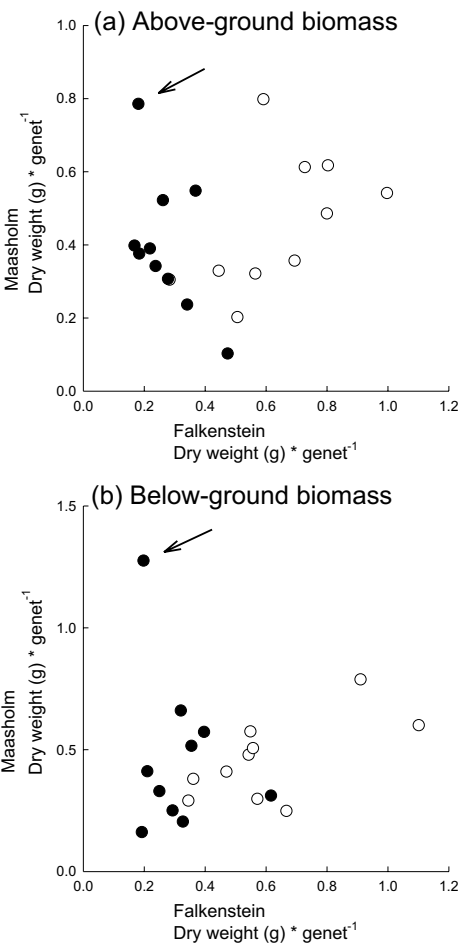 (a) Above-ground biomass
1.0
0.8
0.6
0.4
0.2
0.0
Maasholm
Dry weight (g) * genet⁻¹
0.0 0.2 0.4 0.6 0.8 1.0 1.2
Falkenstein
Dry weight (g) * genet⁻¹
(b) Below-ground biomass
1.5
1.0
0.5
0.0
Maasholm
Dry weight (g) * genet⁻¹
0.0 0.2 0.4 0.6 0.8 1.0 1.2
Falkenstein
Dry weight (g) * genet⁻¹